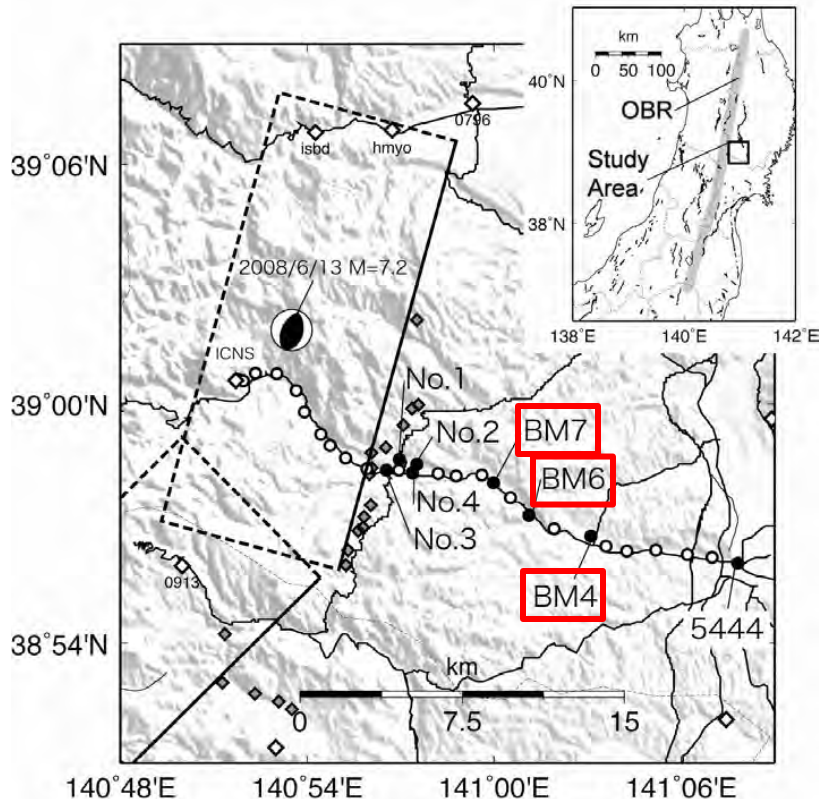 km
0 50 100
40°N
OBR
Study
Area
38°N
138°E
140°E
142°E
0796
isbd
hmyo
39°06'N
2008/6/13 M=7.2
ICNS
39°00'N
No.1
No.2
BM7
BM6
No.4
No.3
BM4
0913
5444
38°54'N
km
0
7.5
15
140°48'E
140°54'E
141°00'E
141°06'E